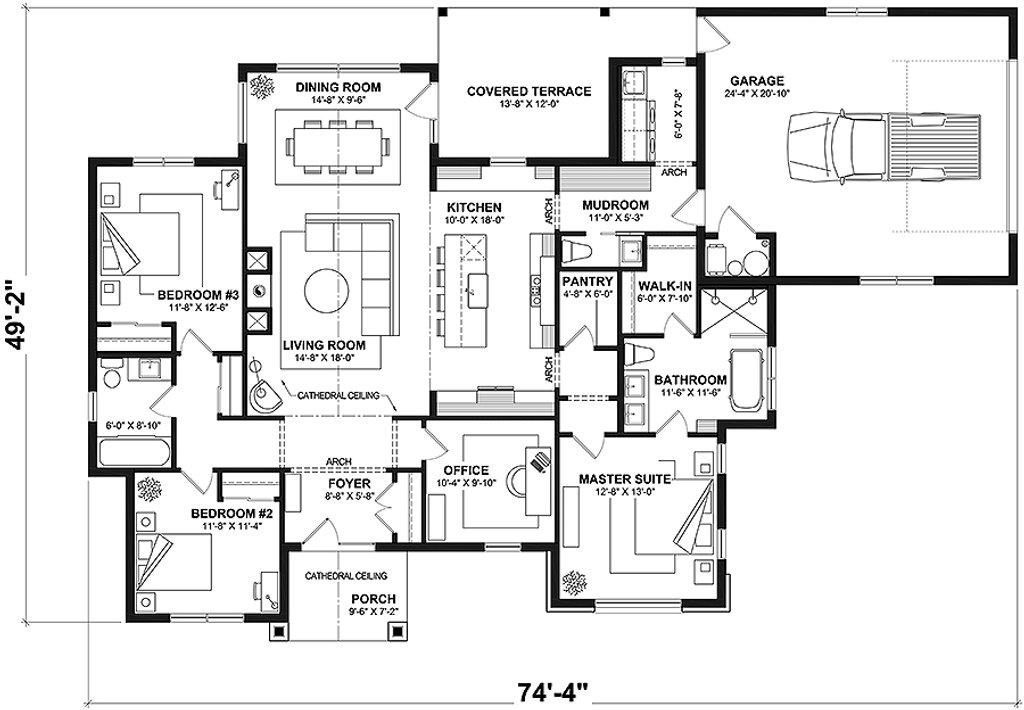 DINING ROOM
14'-8" X 9'-6"
COVERED TERRACE
13'-8" X 12'-0"
6'-0" X 7'-8"
GARAGE
24'-4" X 20'-10"
ARCH
KITCHEN
10'-0" X 18'-0"
ARCH
MUDROOM
11'-0" X 5'-3"
BEDROOM #3
11'-8" X 12'-6"
PANTRY
4'-8" X 6'-0"
WALK-IN
6'-0" X 7'-10"
LIVING ROOM
14'-8" X 18'-0"
CATHEDRAL CEILING
ARCH
BATHROOM
11'-6" X 11'-6"
6'-0" X 8'-10"
ARCH
FOYER
8'-8" X 5'-8"
OFFICE
10'-4" X 9'-10"
MASTER SUITE
12'-8" X 13'-0"
BEDROOM #2
11'-8" X 11'-4"
CATHEDRAL CEILING
PORCH
9'-6" X 7'-2"
49'-2"
74'-4"